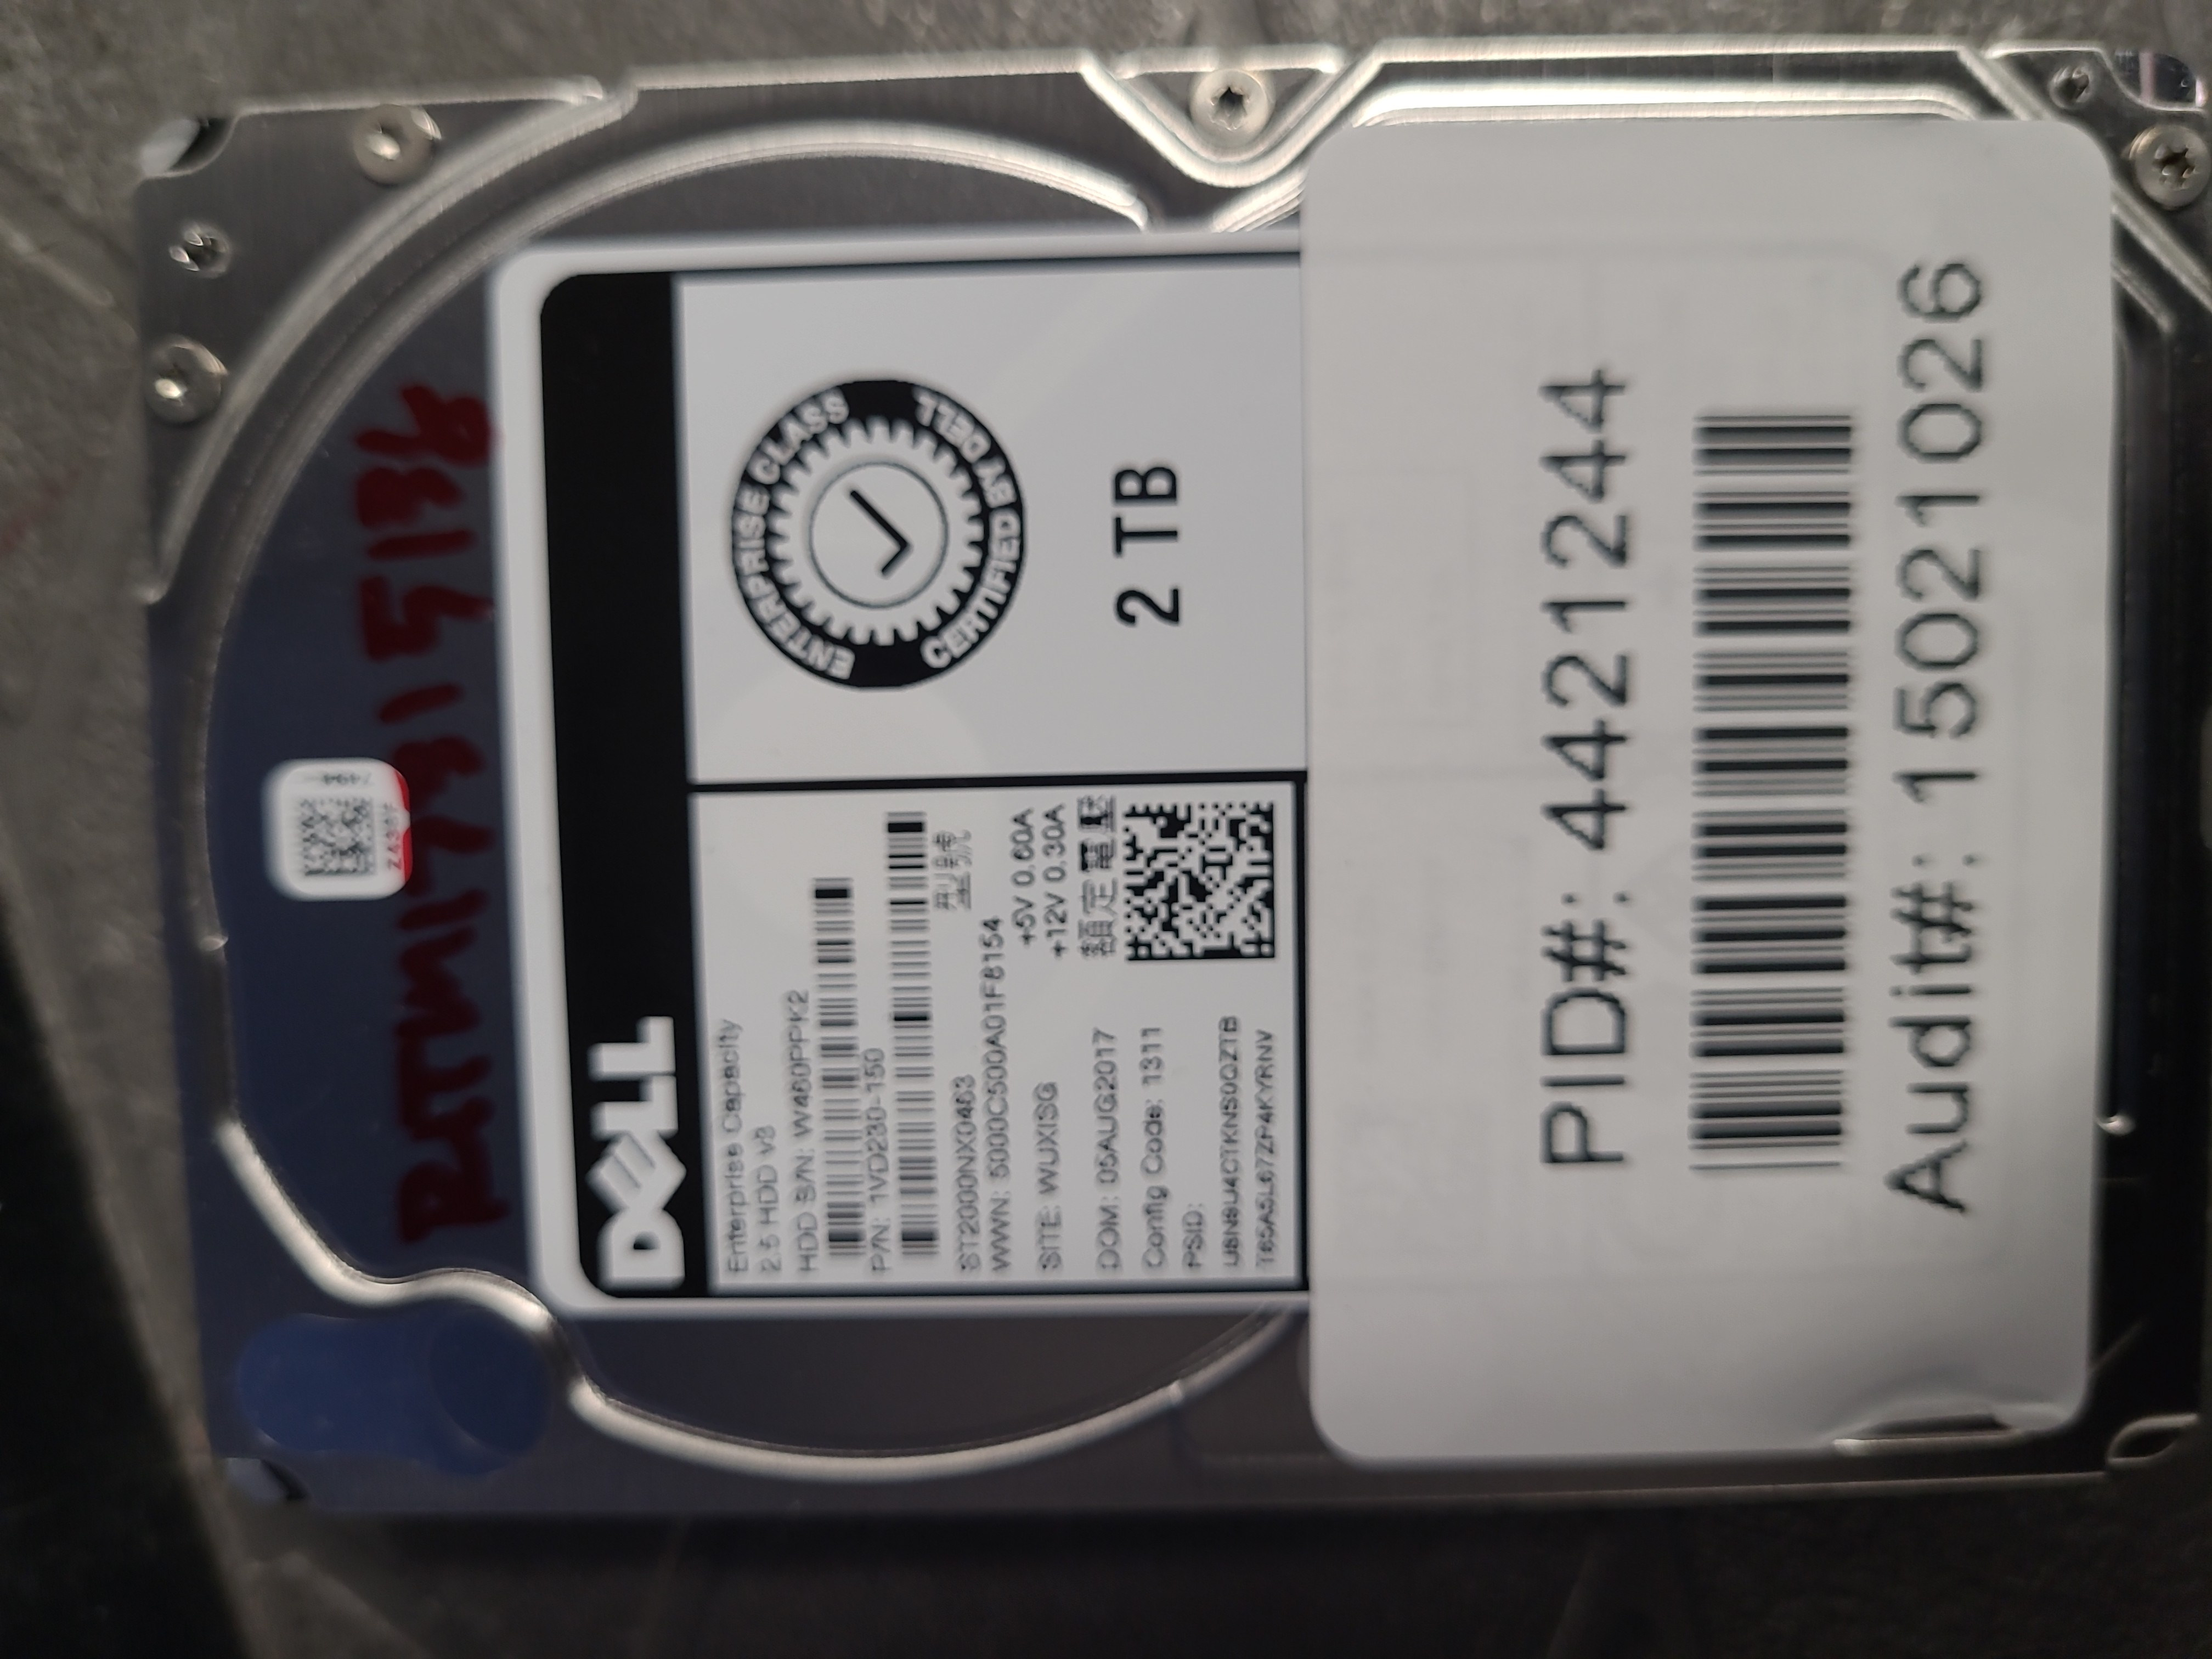 RITM17315136
DELL
Enterprise Capacity
2.5 HDD v3
HDD S/N: W460PPK2
P/N: 1VD230-150
ST2000NX0463 型號
WWN: 5000C500A01F8154
+5V 0.60A
SITE: WUXISG
+12V 0.30A
額定電壓
DOM: 05AUG2017
Config Code: 1311
PSID:
ENTERPRISE CLASS
CERTIFIED BY DELL
2 TB
PID#: 4421244
Audit#: 15021026